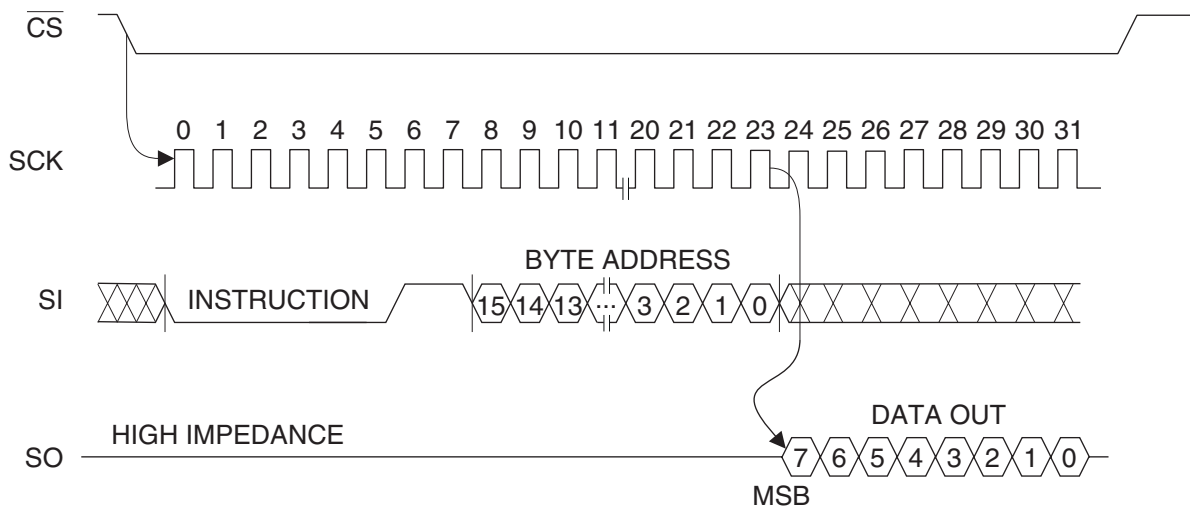 CS
0 1 2 3 4 5 6 7 8 9 10 11 20 21 22 23 24 25 26 27 28 29 30 31
SCK
BYTE ADDRESS
SI INSTRUCTION 15 14 13 ... 3 2 1 0
DATA OUT
HIGH IMPEDANCE
SO 7 6 5 4 3 2 1 0
MSB